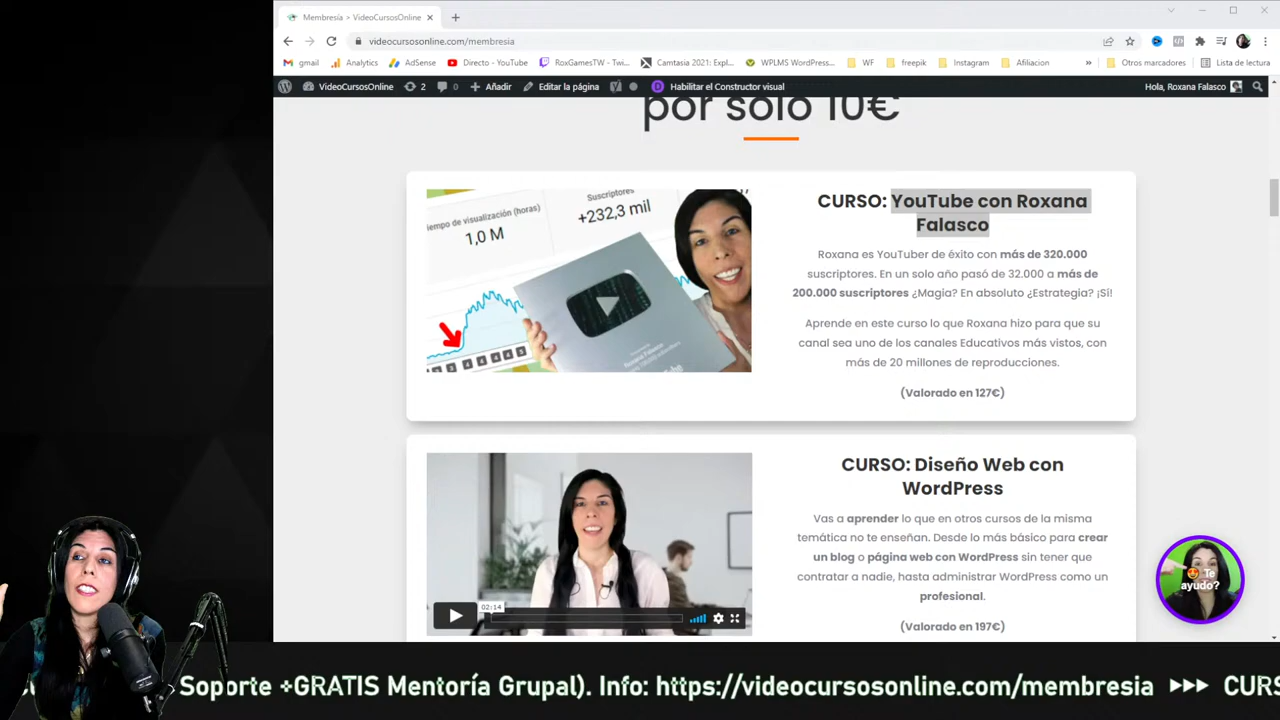 Membresía > VideoCursosOnline
videocursosonline.com/membresia
gmail
Analytics
AdSense
Directo - YouTube
RoxGamesTW - Twi...
Camtasia 2021: Expl...
WPLMS WordPress...
WF
freepik
Instagram
Afiliacion
»
Otros marcadores
Lista de lectura
VideoCursosOnline
2
0
Añadir
Editar la página
Habilitar el Constructor visual
Hola, Roxana Falasco
por solo 10€
iempo de visualización (horas)
1,0 M
Suscriptores
+232,3 mil
CURSO: YouTube con Roxana
Falasco
Roxana es YouTuber de éxito con más de 320.000
suscriptores. En un solo año pasó de 32.000 a más de
200.000 suscriptores ¿Magia? En absoluto ¿Estrategia? ¡Sí!
Aprende en este curso lo que Roxana hizo para que su
canal sea uno de los canales Educativos más vistos, con
más de 20 millones de reproducciones.
(Valorado en 127€)
CURSO: Diseño Web con
WordPress
Vas a aprender lo que en otros cursos de la misma
temática no te enseñan. Desde lo más básico para crear
un blog o página web con WordPress sin tener que
contratar a nadie, hasta administrar WordPress como un
profesional.
(Valorado en 197€)
02:14
Te
ayudo?
Soporte +GRATIS Mentoría Grupal). Info: https://videocursosonline.com/membresia >>> CURS